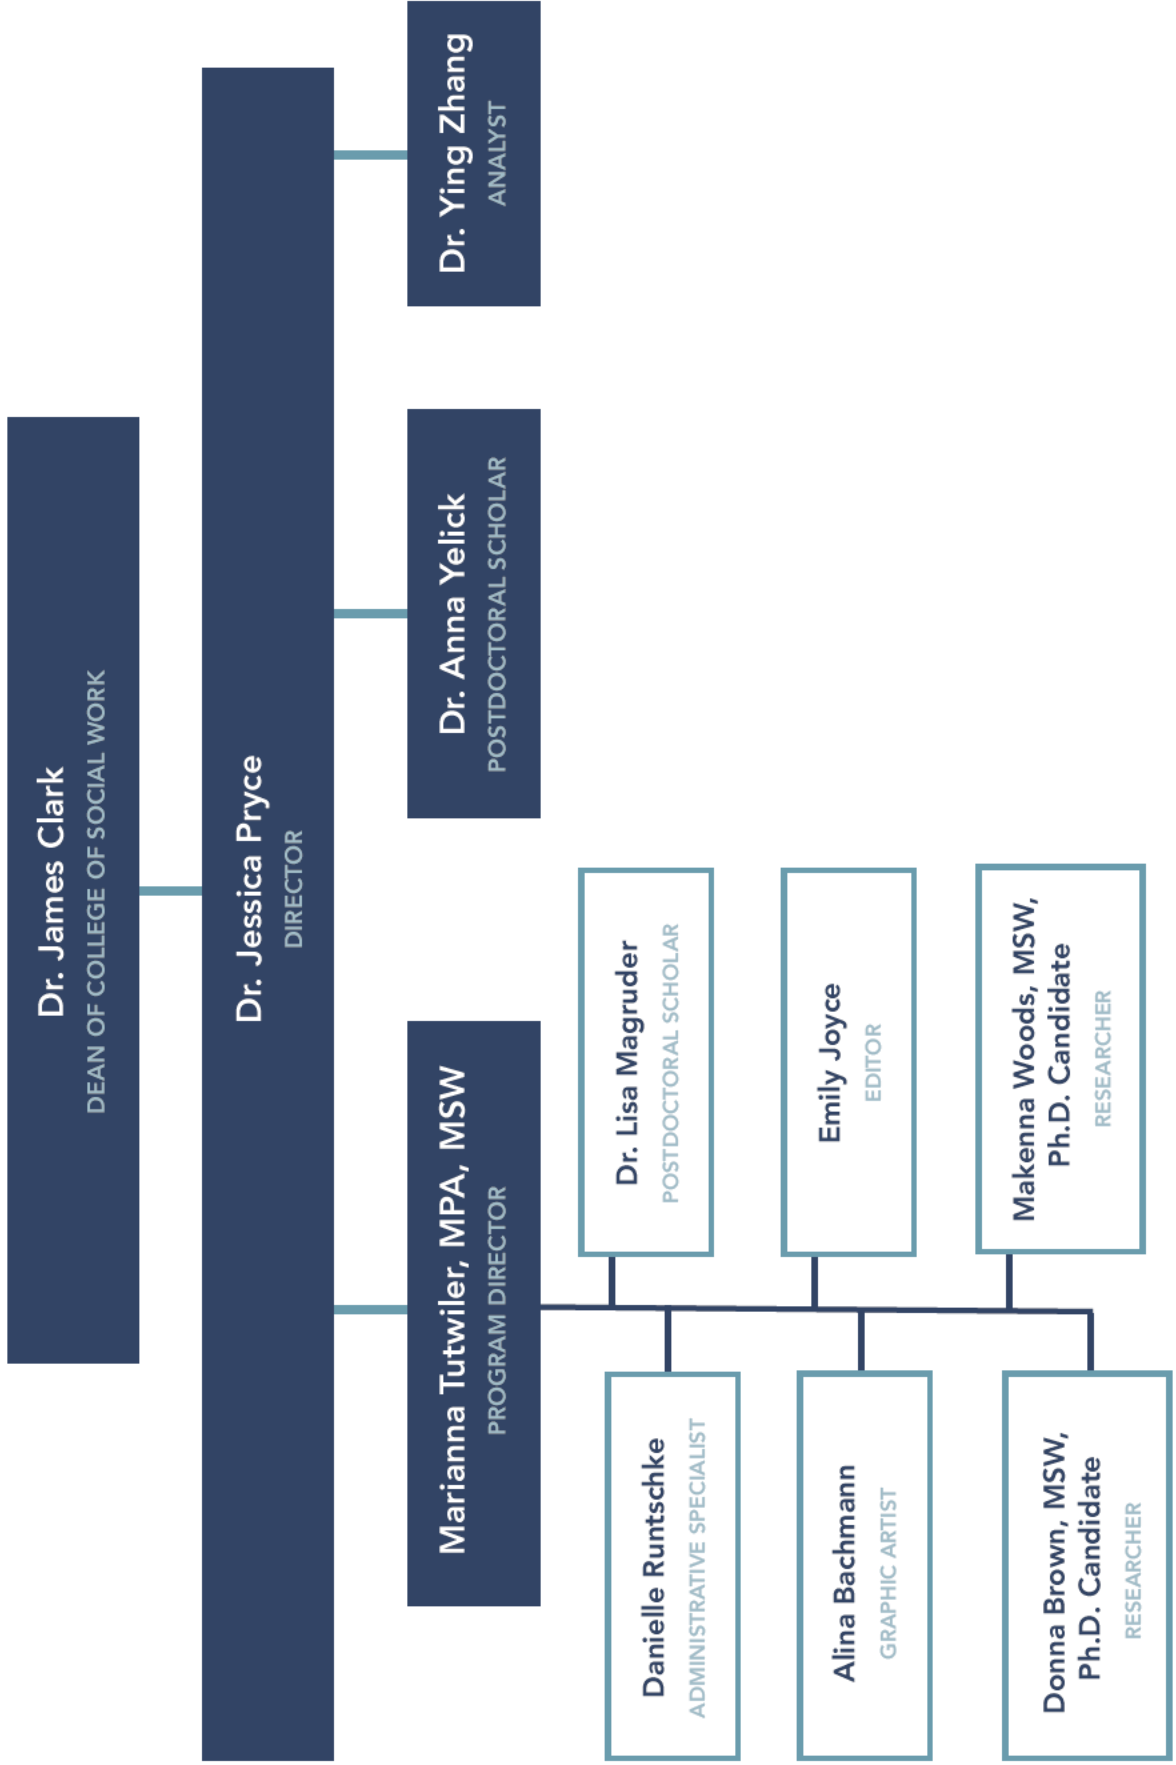 Dr. James Clark
DEAN OF COLLEGE OF SOCIAL WORK
Dr. Jessica Pryce
DIRECTOR
Marianna Tutwiler, MPA, MSW
PROGRAM DIRECTOR
Dr. Anna Yelick
POSTDOCTORAL SCHOLAR
Dr. Ying Zhang
ANALYST
Dr. Lisa Magruder
POSTDOCTORAL SCHOLAR
Danielle Runtschke
ADMINISTRATIVE SPECIALIST
Emily Joyce
EDITOR
Alina Bachmann
GRAPHIC ARTIST
Makenna Woods, MSW,
Ph.D. Candidate
RESEARCHER
Donna Brown, MSW,
Ph.D. Candidate
RESEARCHER